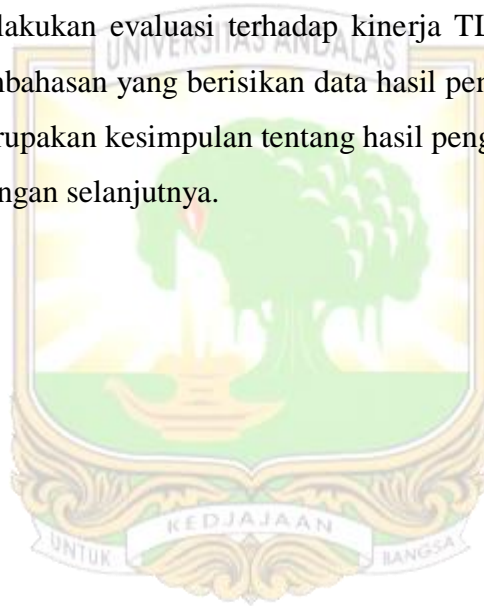 lakukan evaluasi terhadap kinerja TL
UNIVERSITAS ANDALAS
nbahasan yang berisikan data hasil per
rupakan kesimpulan tentang hasil peng
ngan selanjutnya.
KEDJAJAAN
UNTUK
BANGSA